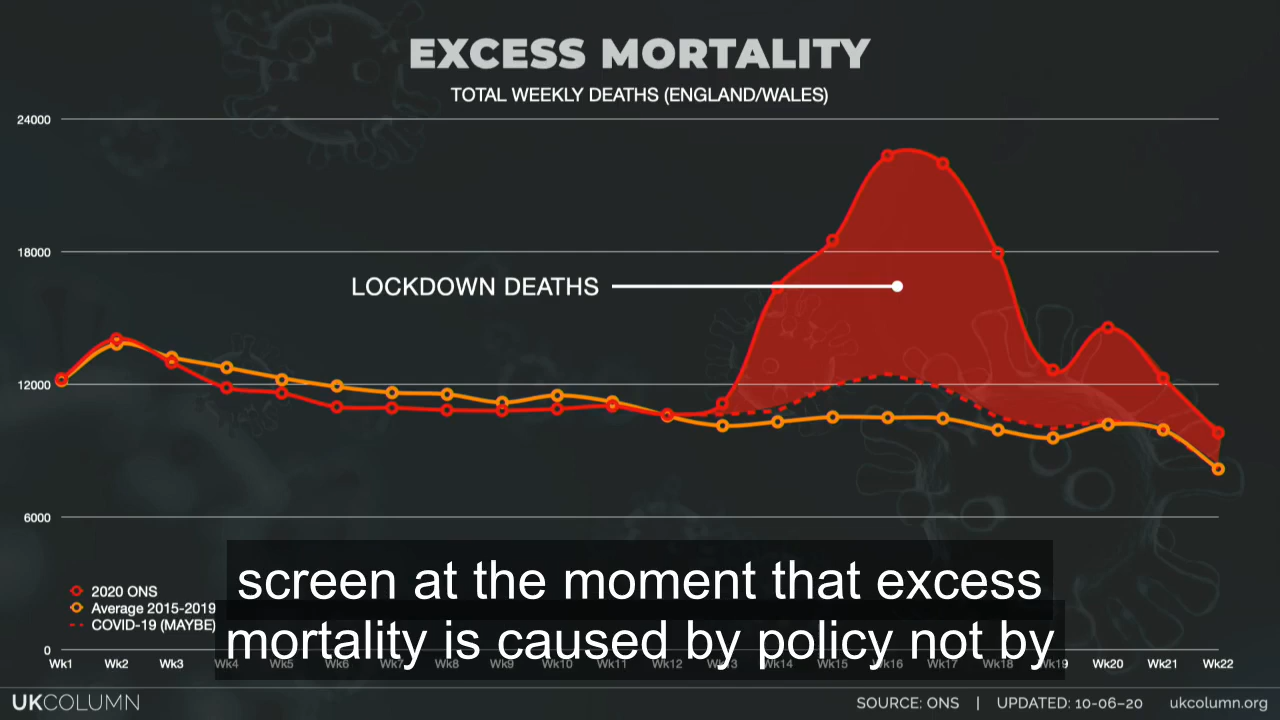 EXCESS MORTALITY
TOTAL WEEKLY DEATHS (ENGLAND/WALES)
24000
18000
LOCKDOWN DEATHS
12000
6000
2020 ONS
Average 2015-2019
COVID-19 (MAYBE)
screen at the moment that excess
mortality is caused by policy not by
0
Wk1 Wk2 Wk3 Wk4 Wk5 Wk6 Wk7 Wk8 Wk9 Wk10 Wk11 Wk12 Wk13 Wk14 Wk15 Wk16 Wk17 Wk18 Wk19 Wk20 Wk21 Wk22
UKCOLUMN SOURCE: ONS | UPDATED: 10-06-20 ukcolumn.org